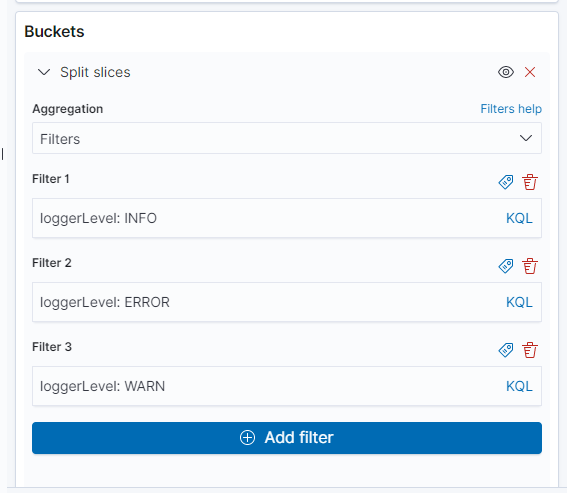 Buckets
Split slices
Aggregation
Filters help
Filters
Filter 1
loggerLevel: INFO
KQL
Filter 2
loggerLevel: ERROR
KQL
Filter 3
loggerLevel: WARN
KQL
Add filter